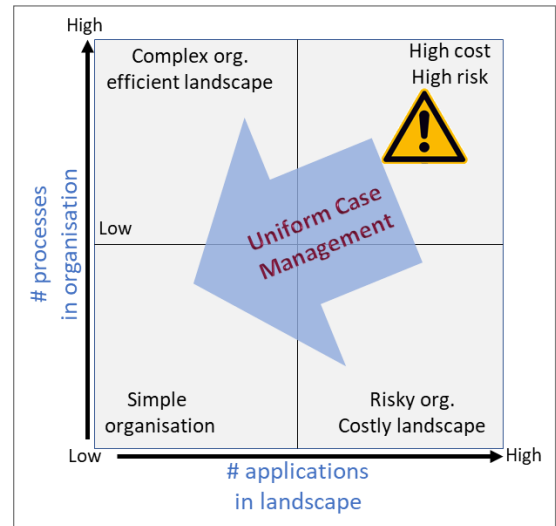 High
Complex org.
efficient landscape
High cost
High risk
!
Uniform Case
Management
Low
# processes
in organisation
Simple
organisation
Risky org.
Costly landscape
Low
High
# applications
in landscape